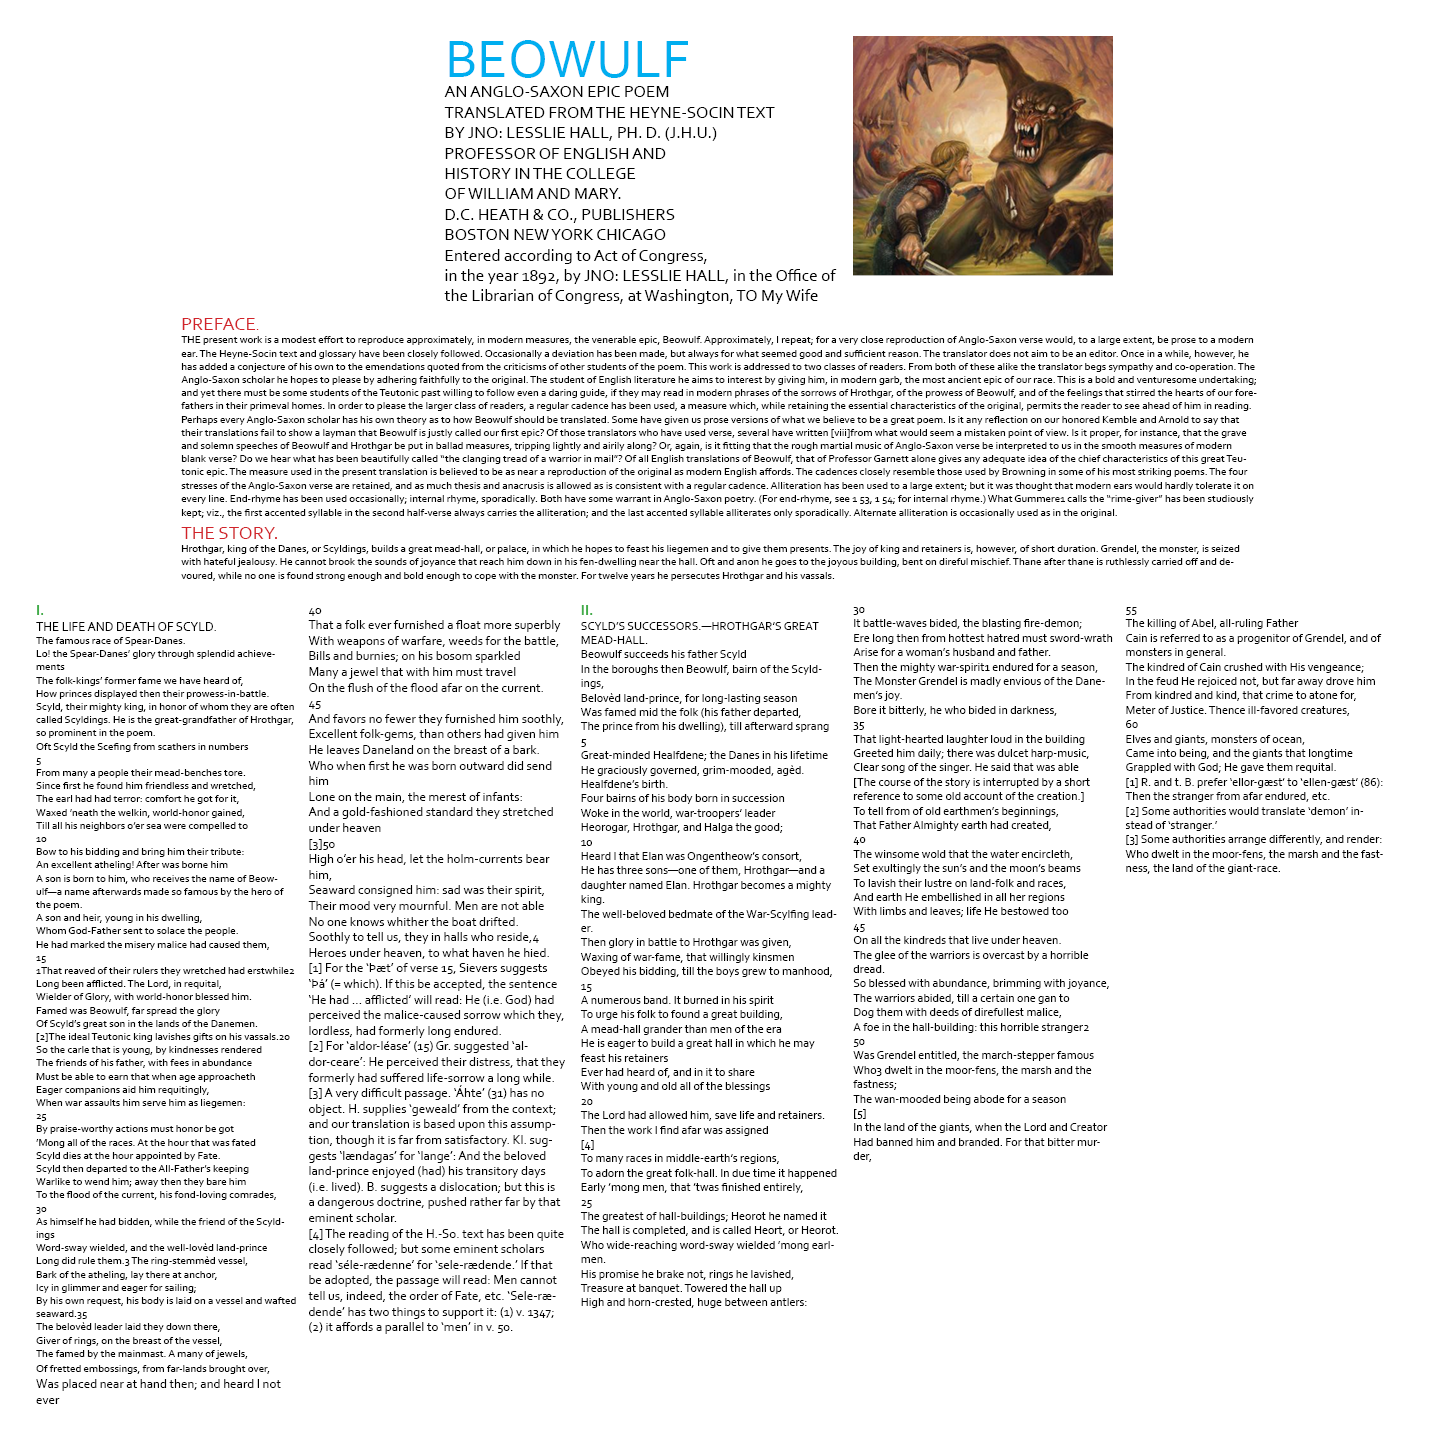 BEOWULF
AN ANGLO-SAXON EPIC POEM
TRANSLATED FROM THE HEYNE-SOCIN TEXT
BY JNO: LESSLIE HALL, PH. D. (J.H.U.)
PROFESSOR OF ENGLISH AND
HISTORY IN THE COLLEGE
OF WILLIAM AND MARY.
D.C. HEATH & CO., PUBLISHERS
BOSTON NEW YORK CHICAGO
Entered according to Act of Congress,
in the year 1892, by JNO: LESSLIE HALL, in the Office of
the Librarian of Congress, at Washington, TO My Wife
PREFACE.
THE present work is a modest effort to reproduce approximately, in modern measures, the venerable epic, Beowulf. Approximately, I repeat; for a very close reproduction of Anglo-Saxon verse would, to a large extent, be prose to a modern
ear. The Heyne-Socin text and glossary have been closely followed. Occasionally a deviation has been made, but always for what seemed good and sufficient reason. The translator does not aim to be an editor. Once in a while, however, he
has added a conjecture of his own to the emendations quoted from the criticisms of other students of the poem. This work is addressed to two classes of readers. From both of these alike the translator begs sympathy and co-operation. The
Anglo-Saxon scholar he hopes to please by adhering faithfully to the original. The student of English literature he aims to interest by giving him, in modern garb, the most ancient epic of our race. This is a bold and venturesome undertaking;
and yet there must be some students of the Teutonic past willing to follow even a daring guide, if they may read in modern phrases of the sorrows of Hrothgar, of the prowess of Beowulf, and of the feelings that stirred the hearts of our fore-
fathers in their primeval homes. In order to please the larger class of readers, a regular cadence has been used, a measure which, while retaining the essential characteristics of the original, permits the reader to see ahead of him in reading.
Perhaps every Anglo-Saxon scholar has his own theory as to how Beowulf should be translated. Some have given us prose versions of what we believe to be a great poem. Is it any reflection on our honored Kemble and Arnold to say that
their translations fail to show a layman that Beowulf is justly called our first epic? Of those translators who have used verse, several have written [viii]from what would seem a mistaken point of view. Is it proper, for instance, that the grave
and solemn speeches of Beowulf and Hrothgar be put in ballad measures, tripping lightly and airily along? Or, again, is it fitting that the rough martial music of Anglo-Saxon verse be interpreted to us in the smooth measures of modern
blank verse? Do we hear what has been beautifully called “the clanging tread of a warrior in mail”? Of all English translations of Beowulf, that of Professor Garnett alone gives any adequate idea of the chief characteristics of this great Teu-
tonic epic. The measure used in the present translation is believed to be as near a reproduction of the original as modern English affords. The cadences closely resemble those used by Browning in some of his most striking poems. The four
stresses of the Anglo-Saxon verse are retained, and as much thesis and anacrusis is allowed as is consistent with a regular cadence. Alliteration has been used to a large extent; but it was thought that modern ears would hardly tolerate it on
every line. End-rhyme has been used occasionally; internal rhyme, sporadically. Both have some warrant in Anglo-Saxon poetry. (For end-rhyme, see 1 53, 1 54; for internal rhyme.) What Gummere1 calls the “rime-giver” has been studiously
kept; viz., the first accented syllable in the second half-verse always carries the alliteration; and the last accented syllable alliterates only sporadically. Alternate alliteration is occasionally used as in the original.
THE STORY.
Hrothgar, king of the Danes, or Scyldings, builds a great mead-hall, or palace, in which he hopes to feast his liegemen and to give them presents. The joy of king and retainers is, however, of short duration. Grendel, the monster, is seized
with hateful jealousy. He cannot brook the sounds of joyance that reach him down in his fen-dwelling near the hall. Oft and anon he goes to the joyous building, bent on direful mischief. Thane after thane is ruthlessly carried off and de-
voured, while no one is found strong enough and bold enough to cope with the monster. For twelve years he persecutes Hrothgar and his vassals.
I.
THE LIFE AND DEATH OF SCYLD.
The famous race of Spear-Danes.
Lo! the Spear-Danes’ glory through splendid achieve-
ments
The folk-kings’ former fame we have heard of,
How princes displayed then their prowess-in-battle.
Scyld, their mighty king, in honor of whom they are often
called Scyldings. He is the great-grandfather of Hrothgar,
so prominent in the poem.
Oft Scyld the Scefing from scathers in numbers
5
From many a people their mead-benches tore.
Since first he found him friendless and wretched,
The earl had had terror: comfort he got for it,
Waxed ’neath the welkin, world-honor gained,
Till all his neighbors o’er sea were compelled to
10
Bow to his bidding and bring him their tribute:
An excellent atheling! After was borne him
A son is born to him, who receives the name of Beow-
ulf—a name afterwards made so famous by the hero of
the poem.
A son and heir, young in his dwelling,
Whom God-Father sent to solace the people.
He had marked the misery malice had caused them,
15
1That reaved of their rulers they wretched had erstwhile2
Long been afflicted. The Lord, in requital,
Wielder of Glory, with world-honor blessed him.
Famed was Beowulf, far spread the glory
Of Scyld’s great son in the lands of the Danemen.
[2]The ideal Teutonic king lavishes gifts on his vassals.20
So the carle that is young, by kindnesses rendered
The friends of his father, with fees in abundance
Must be able to earn that when age approacheth
Eager companions aid him requitingly,
When war assaults him serve him as liegemen:
25
By praise-worthy actions must honor be got
’Mong all of the races. At the hour that was fated
Scyld dies at the hour appointed by Fate.
Scyld then departed to the All-Father’s keeping
Warlike to wend him; away then they bare him
To the flood of the current, his fond-loving comrades,
30
As himself he had bidden, while the friend of the Scyld-
ings
Word-sway wielded, and the well-lovèd land-prince
Long did rule them.3 The ring-stemmèd vessel,
Bark of the atheling, lay there at anchor,
Icy in glimmer and eager for sailing;
By his own request, his body is laid on a vessel and wafted
seaward.35
The belovèd leader laid they down there,
Giver of rings, on the breast of the vessel,
The famed by the mainmast. A many of jewels,
Of fretted embossings, from far-lands brought over,
Was placed near at hand then; and heard I not
ever
40
That a folk ever furnished a float more superbly
With weapons of warfare, weeds for the battle,
Bills and burnies; on his bosom sparkled
Many a jewel that with him must travel
On the flush of the flood afar on the current.
45
And favors no fewer they furnished him soothly,
Excellent folk-gems, than others had given him
He leaves Daneland on the breast of a bark.
Who when first he was born outward did send
him
Lone on the main, the merest of infants:
And a gold-fashioned standard they stretched
under heaven
[3]50
High o’er his head, let the holm-currents bear
him,
Seaward consigned him: sad was their spirit,
Their mood very mournful. Men are not able
No one knows whither the boat drifted.
Soothly to tell us, they in halls who reside,4
Heroes under heaven, to what haven he hied.
[1] For the ‘Þæt’ of verse 15, Sievers suggests
‘Þá’ (= which). If this be accepted, the sentence
‘He had ... afflicted’ will read: He (i.e. God) had
perceived the malice-caused sorrow which they,
lordless, had formerly long endured.
[2] For ‘aldor-léase’ (15) Gr. suggested ‘al-
dor-ceare’: He perceived their distress, that they
formerly had suffered life-sorrow a long while.
[3] A very difficult passage. ‘Áhte’ (31) has no
object. H. supplies ‘geweald’ from the context;
and our translation is based upon this assump-
tion, though it is far from satisfactory. Kl. sug-
gests ‘lændagas’ for ‘lange’: And the beloved
land-prince enjoyed (had) his transitory days
(i.e. lived). B. suggests a dislocation; but this is
a dangerous doctrine, pushed rather far by that
eminent scholar.
[4] The reading of the H.-So. text has been quite
closely followed; but some eminent scholars
read ‘séle-rædenne’ for ‘sele-rædende.’ If that
be adopted, the passage will read: Men cannot
tell us, indeed, the order of Fate, etc. ‘Sele-ræ-
dende’ has two things to support it: (1) v. 1347;
(2) it affords a parallel to ‘men’ in v. 50.
II.
SCYLD’S SUCCESSORS.—HROTHGAR’S GREAT
MEAD-HALL.
Beowulf succeeds his father Scyld
In the boroughs then Beowulf, bairn of the Scyld-
ings,
Belovèd land-prince, for long-lasting season
Was famed mid the folk (his father departed,
The prince from his dwelling), till afterward sprang
5
Great-minded Healfdene; the Danes in his lifetime
He graciously governed, grim-mooded, agèd.
Healfdene’s birth.
Four bairns of his body born in succession
Woke in the world, war-troopers’ leader
Heorogar, Hrothgar, and Halga the good;
10
Heard I that Elan was Ongentheow’s consort,
He has three sons—one of them, Hrothgar—and a
daughter named Elan. Hrothgar becomes a mighty
king.
The well-beloved bedmate of the War-Scylfing lead-
er.
Then glory in battle to Hrothgar was given,
Waxing of war-fame, that willingly kinsmen
Obeyed his bidding, till the boys grew to manhood,
15
A numerous band. It burned in his spirit
To urge his folk to found a great building,
A mead-hall grander than men of the era
He is eager to build a great hall in which he may
feast his retainers
Ever had heard of, and in it to share
With young and old all of the blessings
20
The Lord had allowed him, save life and retainers.
Then the work I find afar was assigned
[4]
To many races in middle-earth’s regions,
To adorn the great folk-hall. In due time it happened
Early ’mong men, that ’twas finished entirely,
25
The greatest of hall-buildings; Heorot he named it
The hall is completed, and is called Heort, or Heorot.
Who wide-reaching word-sway wielded ’mong earl-
men.
His promise he brake not, rings he lavished,
Treasure at banquet. Towered the hall up
High and horn-crested, huge between antlers:
30
It battle-waves bided, the blasting fire-demon;
Ere long then from hottest hatred must sword-wrath
Arise for a woman’s husband and father.
Then the mighty war-spirit1 endured for a season,
The Monster Grendel is madly envious of the Dane-
men’s joy.
Bore it bitterly, he who bided in darkness,
35
That light-hearted laughter loud in the building
Greeted him daily; there was dulcet harp-music,
Clear song of the singer. He said that was able
[The course of the story is interrupted by a short
reference to some old account of the creation.]
To tell from of old earthmen’s beginnings,
That Father Almighty earth had created,
40
The winsome wold that the water encircleth,
Set exultingly the sun’s and the moon’s beams
To lavish their lustre on land-folk and races,
And earth He embellished in all her regions
With limbs and leaves; life He bestowed too
45
On all the kindreds that live under heaven.
The glee of the warriors is overcast by a horrible
dread.
So blessed with abundance, brimming with joyance,
The warriors abided, till a certain one gan to
Dog them with deeds of direfullest malice,
A foe in the hall-building: this horrible stranger2
50
Was Grendel entitled, the march-stepper famous
Who3 dwelt in the moor-fens, the marsh and the
fastness;
The wan-mooded being abode for a season
[5]
In the land of the giants, when the Lord and Creator
Had banned him and branded. For that bitter mur-
der,
55
The killing of Abel, all-ruling Father
Cain is referred to as a progenitor of Grendel, and of
monsters in general.
The kindred of Cain crushed with His vengeance;
In the feud He rejoiced not, but far away drove him
From kindred and kind, that crime to atone for,
Meter of Justice. Thence ill-favored creatures,
60
Elves and giants, monsters of ocean,
Came into being, and the giants that longtime
Grappled with God; He gave them requital.
[1] R. and t. B. prefer ‘ellor-gæst’ to ‘ellen-gæst’ (86):
Then the stranger from afar endured, etc.
[2] Some authorities would translate ‘demon’ in-
stead of ‘stranger.’
[3] Some authorities arrange differently, and render:
Who dwelt in the moor-fens, the marsh and the fast-
ness, the land of the giant-race.